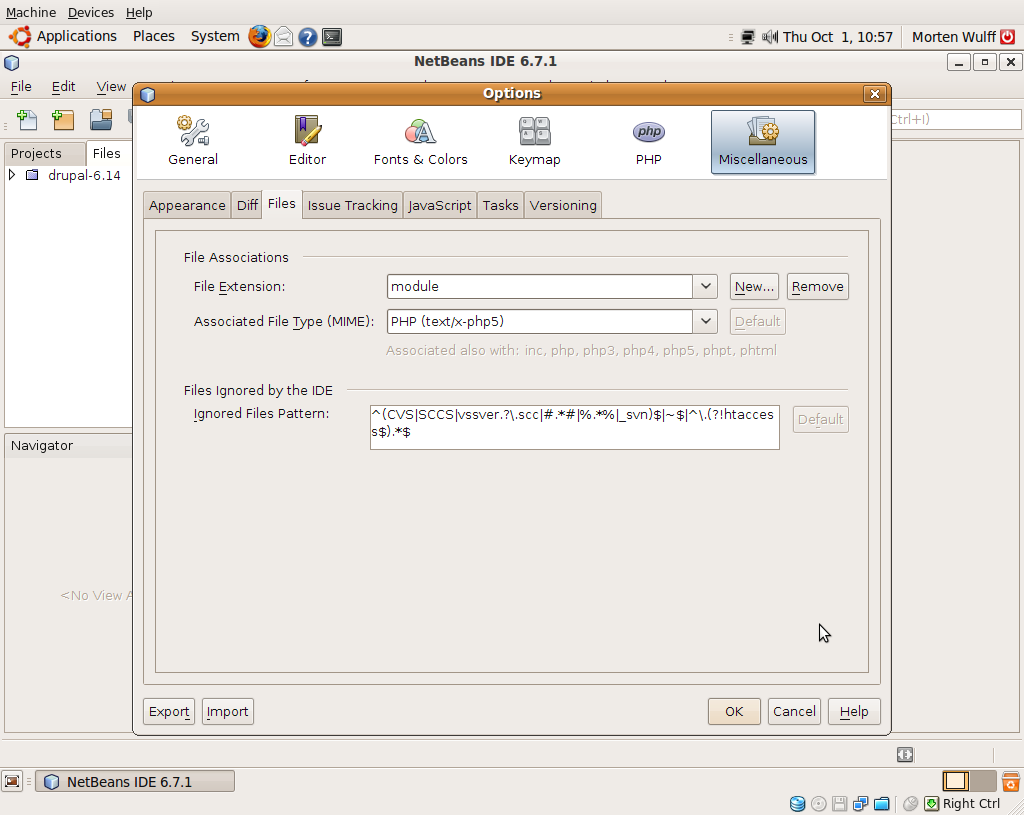 Machine Devices Help
Applications Places System Thu Oct 1, 10:57 Morten Wulff
NetBeans IDE 6.7.1
File Edit View
Options
Ctrl+I)
General Editor Fonts & Colors Keymap PHP Miscellaneous
php
Projects Files
drupal-6.14
Appearance Diff Files Issue Tracking JavaScript Tasks Versioning
File Associations
File Extension: module New... Remove
Associated File Type (MIME): PHP (text/x-php5) Default
Associated also with: inc, php, php3, php4, php5, phpt, phtml
Files Ignored by the IDE
Ignored Files Pattern: ^(CVS|SCCS|vssver.?\.scc|#.*#|%.*%|_svn)$|~$|^\.(?!htacces
s$).*$ Default
Navigator
<No View A
Export Import OK Cancel Help
NetBeans IDE 6.7.1
Right Ctrl